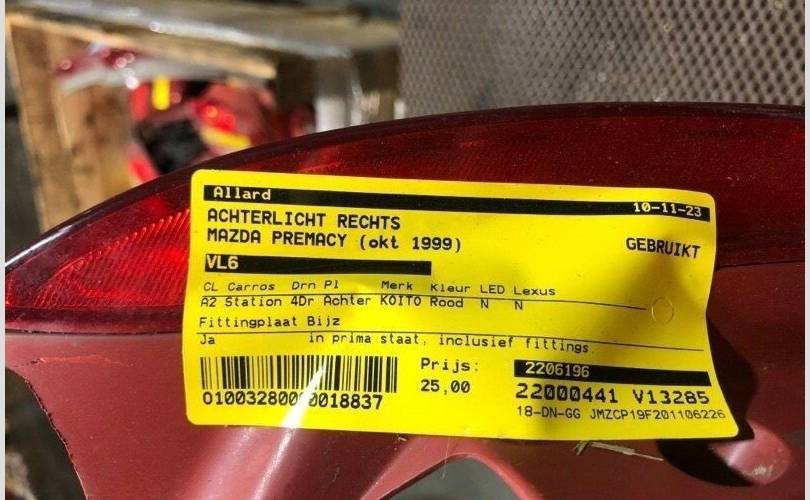 Allard 10-11-23
ACHTERLICHT RECHTS
MAZDA PREMACY (okt 1999) GEBRUIKT
VL6
CL Carros Drn Pl Merk Kleur LED Lexus
A2 Station 4Dr Achter KOITO Rood N N
Fittingplaat Bijz
Ja in prima staat, inclusief fittings
Prijs: 2206196
25,00 22000441 V13285
18-DN-GG JMZCP19F201106226